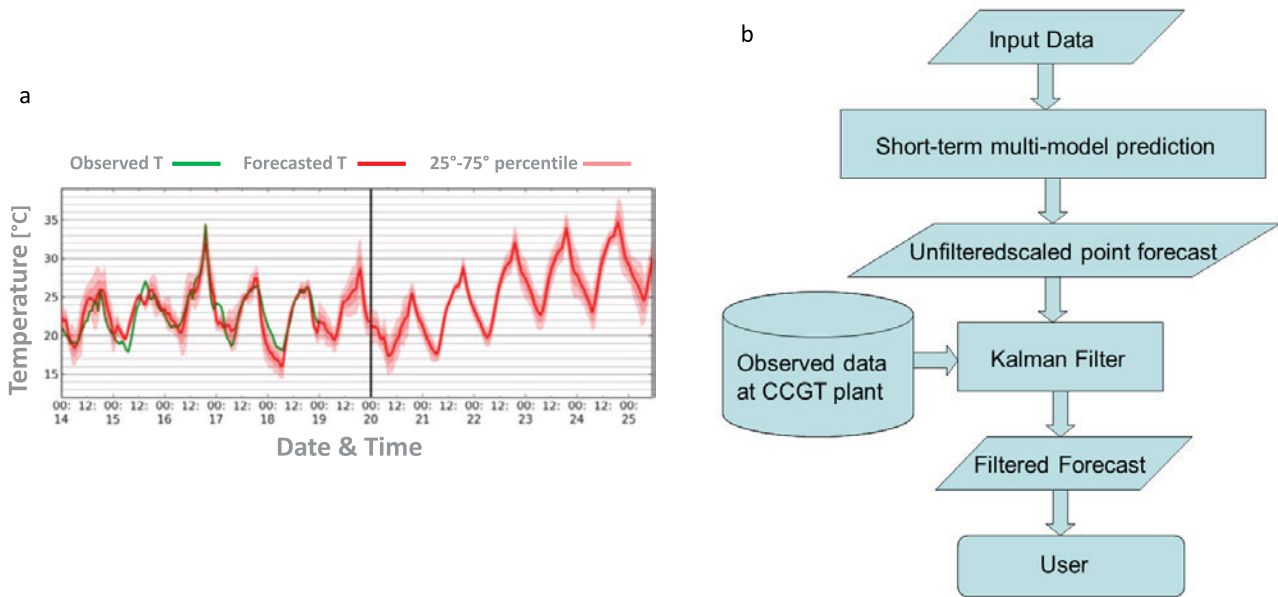 a
Observed T
Forecasted T
25°-75° percentile
Temperature [°C]
35
30
25
20
15
00: 12: 00: 12: 00: 12: 00: 12: 00: 12: 00: 12: 00 12: 00: 12: 00: 12: 00: 12: 00: 12: 00:
14 15 16 17 18 19 20 21 22 23 24 25
Date & Time
b
Input Data
Short-term multi-model prediction
Unfilteredscaled point forecast
Observed data
at CCGT plant
Kalman Filter
Filtered Forecast
User